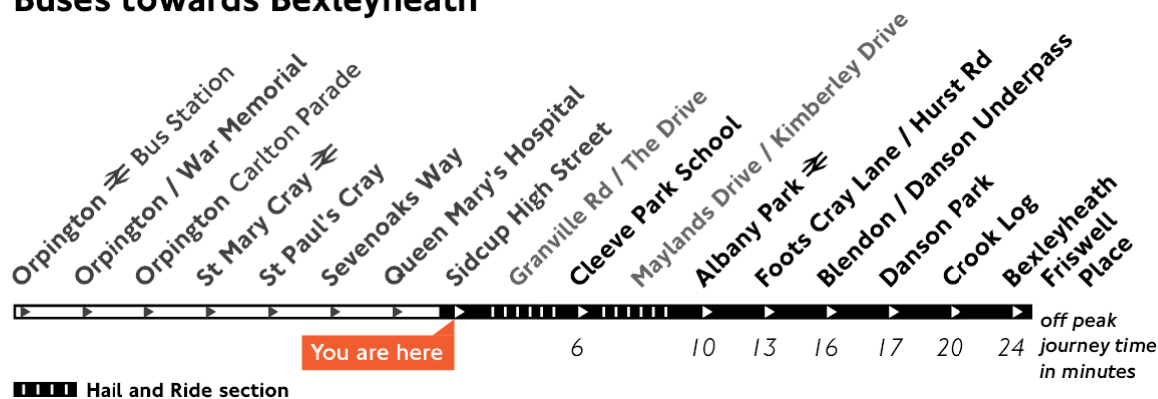 Buses towards Bexleyheath
Orpington Bus Station
Orpington / War Memorial
Orpington Carlton Parade
St Mary Cray
St Paul's Cray
Sevenoaks Way
Queen Mary's Hospital
Sidcup High Street
Granville Rd / The Drive
Cleeve Park School
Maylands Drive / Kimberley Drive
Albany Park
Foots Cray Lane / Hurst Rd
Blendon / Danson Underpass
Danson Park
Crook Log
Bexleyheath
Friswell
Place
You are here
6 10 13 16 17 20 24
off peak
journey time
in minutes
Hail and Ride section